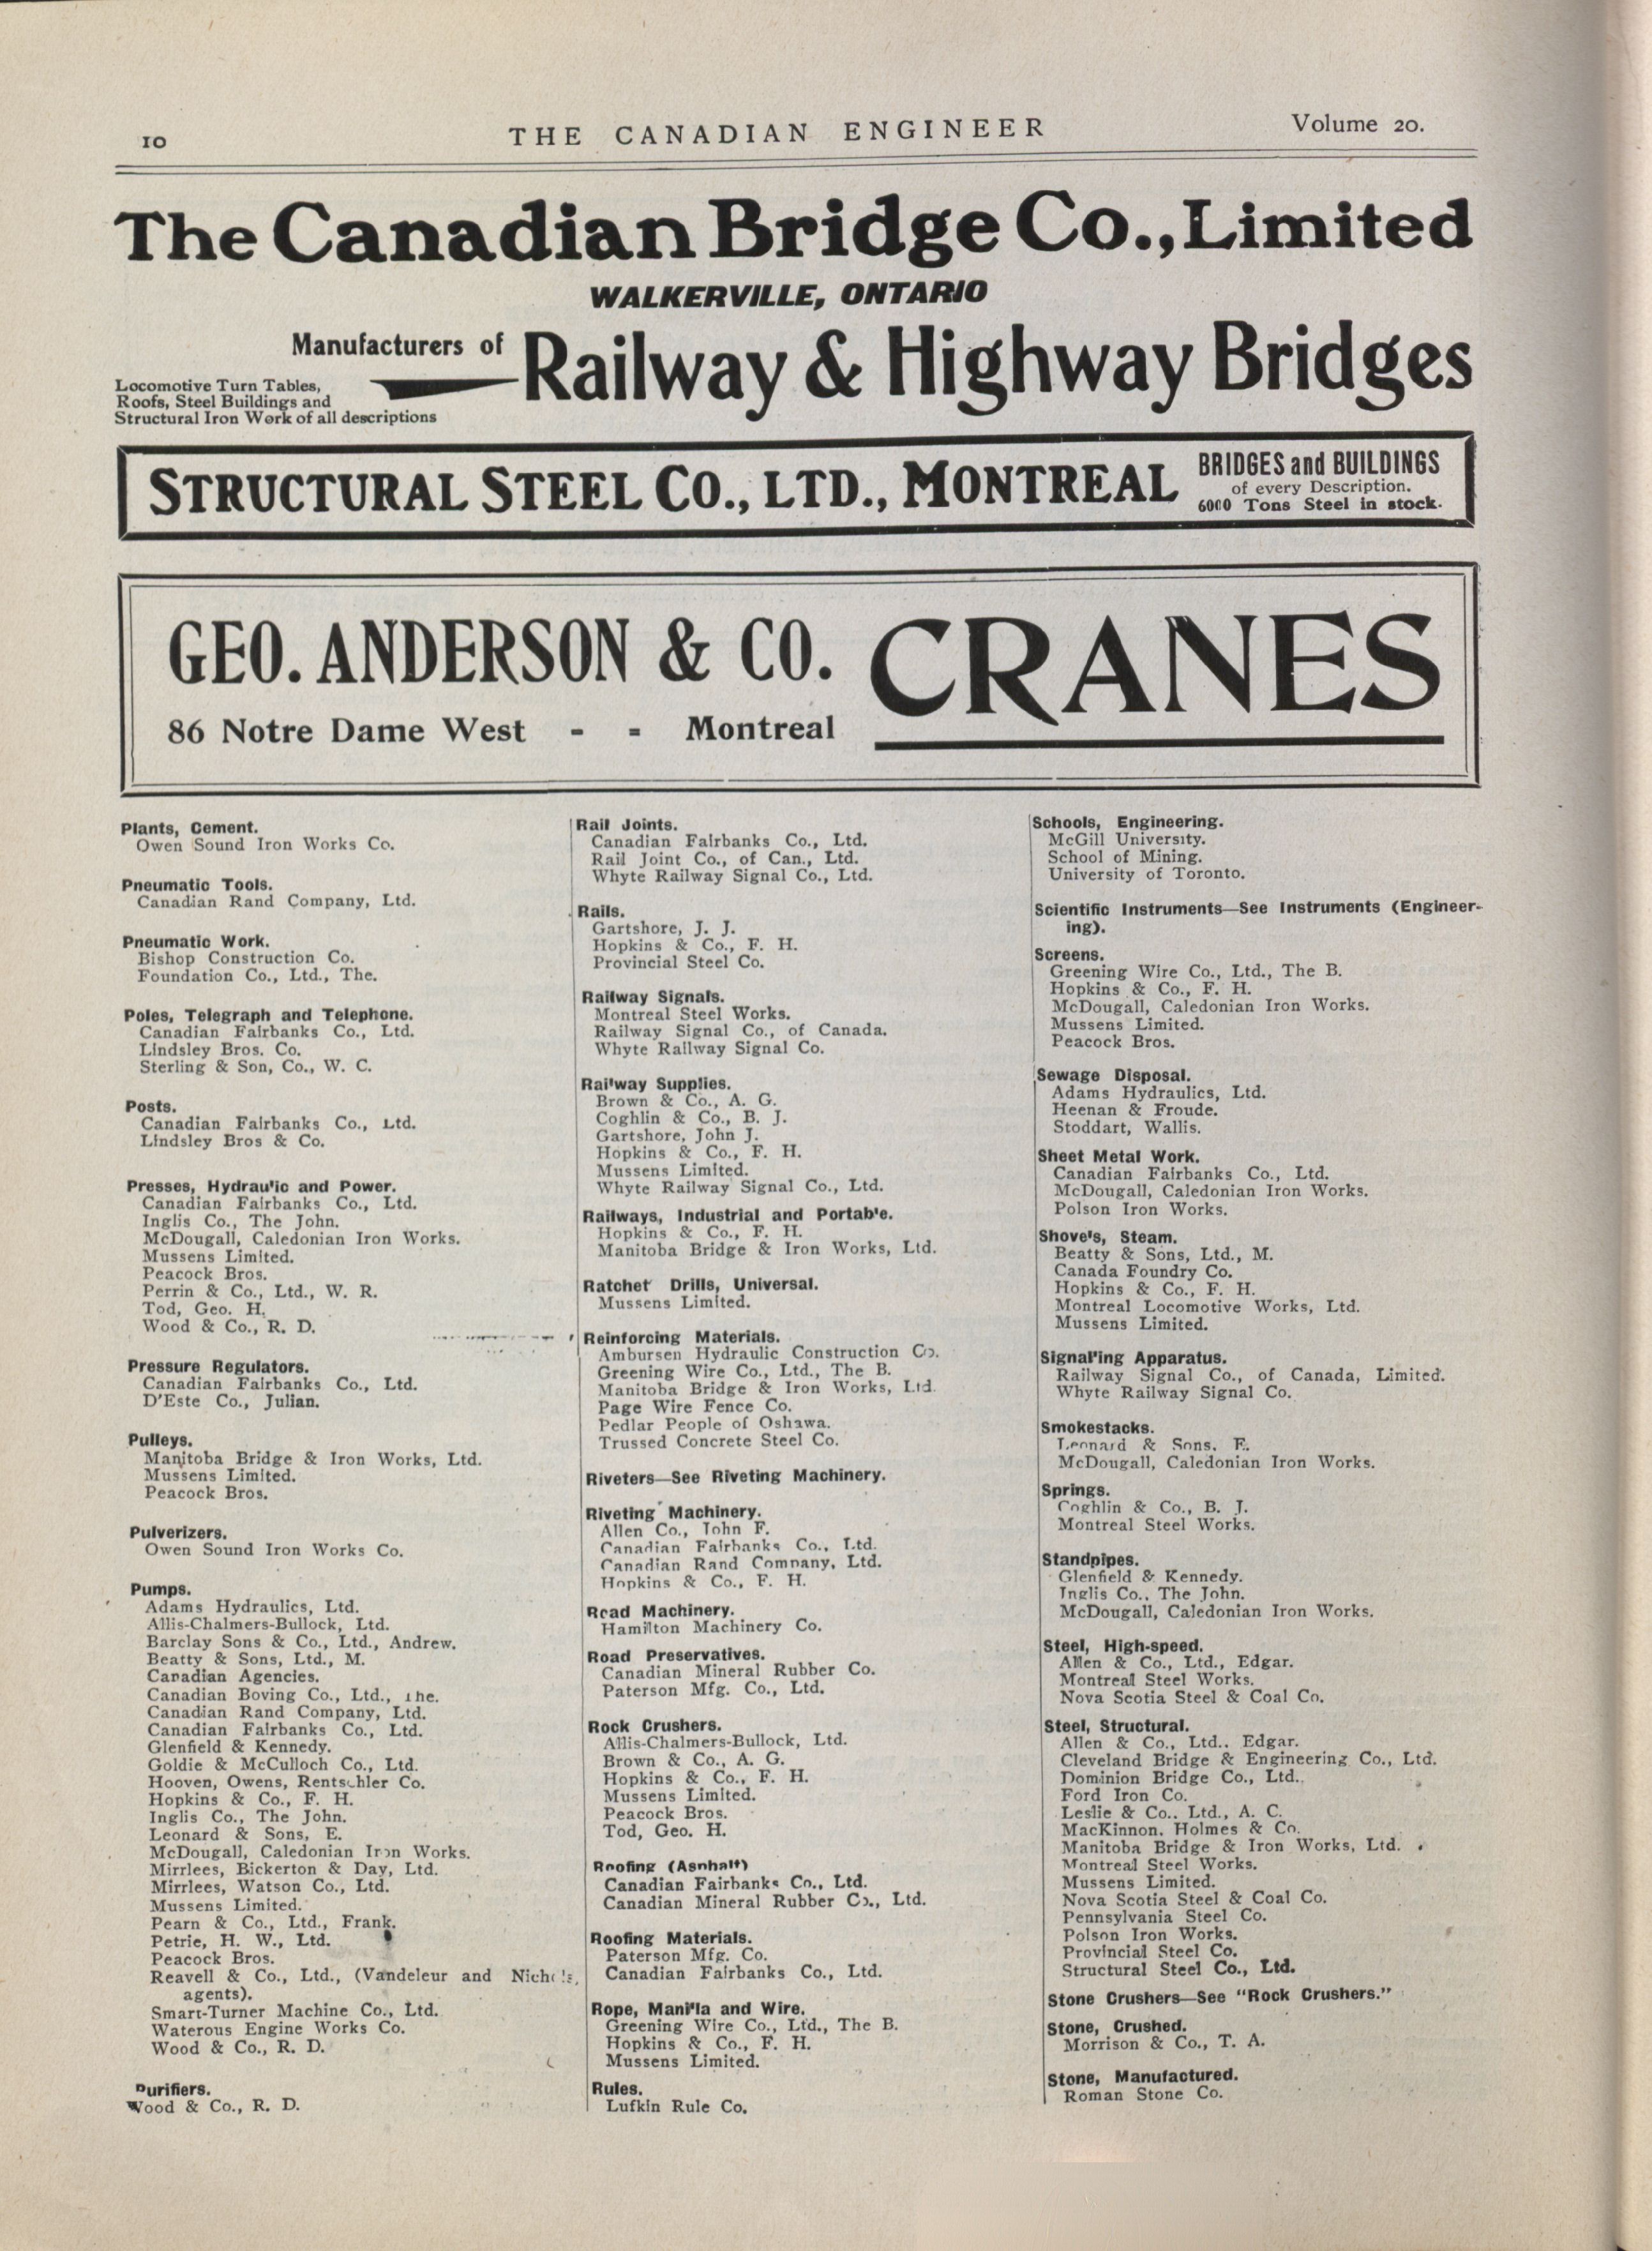 10
THE CANADIAN ENGINEER
Volume 20.
The Canadian Bridge Co., Limited
WALKERVILLE, ONTARIO
Manufacturers of
Railway & Highway Bridges
Locomotive Turn Tables,
Roofs, Steel Buildings and
Structural Iron Work of all descriptions
STRUCTURAL STEEL CO., LTD., MONTREAL
BRIDGES and BUILDINGS
of every Description.
6000 Tons Steel in stock.
GEO. ANDERSON & CO.
86 Notre Dame West - - Montreal
CRANES
Plants, Cement.
Owen Sound Iron Works Co.
Pneumatic Tools.
Canadian Rand Company, Ltd.
Pneumatic Work.
Bishop Construction Co.
Foundation Co., Ltd., The.
Poles, Telegraph and Telephone.
Canadian Fairbanks Co., Ltd.
Lindsley Bros. Co.
Sterling & Son, Co., W. C.
Posts.
Canadian Fairbanks Co., Ltd.
Lindsley Bros & Co.
Presses, Hydrau'ic and Power.
Canadian Fairbanks Co., Ltd.
Inglis Co., The John.
McDougall, Caledonian Iron Works.
Mussens Limited.
Peacock Bros.
Perrin & Co., Ltd., W. R.
Tod, Geo. H.
Wood & Co., R. D.
Pressure Regulators.
Canadian Fairbanks Co., Ltd.
D'Este Co., Julian.
Pulleys.
Manitoba Bridge & Iron Works, Ltd.
Mussens Limited.
Peacock Bros.
Pulverizers.
Owen Sound Iron Works Co.
Pumps.
Adams Hydraulics, Ltd.
Allis-Chalmers-Bullock, Ltd.
Barclay Sons & Co., Ltd., Andrew.
Beatty & Sons, Ltd., M.
Canadian Agencies.
Canadian Boving Co., Ltd., The.
Canadian Rand Company, Ltd.
Canadian Fairbanks Co., Ltd.
Glenfield & Kennedy.
Goldie & McCulloch Co., Ltd.
Hooven, Owens, Rentschler Co.
Hopkins & Co., F. H.
Inglis Co., The John.
Leonard & Sons, E.
McDougall, Caledonian Iron Works.
Mirrlees, Bickerton & Day, Ltd.
Mirrlees, Watson Co., Ltd.
Mussens Limited.
Pearn & Co., Ltd., Frank.
Petrie, H. W., Ltd.
Peacock Bros.
Reavell & Co., Ltd., (Vandeleur and Nichols,
agents).
Smart-Turner Machine Co., Ltd.
Waterous Engine Works Co.
Wood & Co., R. D.
Purifiers.
Wood & Co., R. D.
Rail Joints.
Canadian Fairbanks Co., Ltd.
Rail Joint Co., of Can., Ltd.
Whyte Railway Signal Co., Ltd.
Rails.
Gartshore, J. J.
Hopkins & Co., F. H.
Provincial Steel Co.
Railway Signals.
Montreal Steel Works.
Railway Signal Co., of Canada.
Whyte Railway Signal Co.
Rai'way Supplies.
Brown & Co., A. G.
Coghlin & Co., B. J.
Gartshore, John J.
Hopkins & Co., F. H.
Mussens Limited.
Whyte Railway Signal Co., Ltd.
Railways, Industrial and Portab'e.
Hopkins & Co., F. H.
Manitoba Bridge & Iron Works, Ltd.
Ratchet Drills, Universal.
Mussens Limited.
Reinforcing Materials.
Ambursen Hydraulic Construction Co.
Greening Wire Co., Ltd., The B.
Manitoba Bridge & Iron Works, Ltd.
Page Wire Fence Co.
Pedlar People of Oshawa.
Trussed Concrete Steel Co.
Riveters—See Riveting Machinery.
Riveting Machinery.
Allen Co., John F.
Canadian Fairbanks Co., Ltd.
Canadian Rand Company, Ltd.
Hopkins & Co., F. H.
Road Machinery.
Hamilton Machinery Co.
Road Preservatives.
Canadian Mineral Rubber Co.
Paterson Mfg. Co., Ltd.
Rock Crushers.
Allis-Chalmers-Bullock, Ltd.
Brown & Co., A. G.
Hopkins & Co., F. H.
Mussens Limited.
Peacock Bros.
Tod, Geo. H.
Roofing (Asphalt)
Canadian Fairbanks Co., Ltd.
Canadian Mineral Rubber Co., Ltd.
Roofing Materials.
Paterson Mfg. Co.
Canadian Fairbanks Co., Ltd.
Rope, Mani'la and Wire.
Greening Wire Co., Ltd., The B.
Hopkins & Co., F. H.
Mussens Limited.
Rules.
Lufkin Rule Co.
Schools, Engineering.
McGill University.
School of Mining.
University of Toronto.
Scientific Instruments—See Instruments (Engineer-
ing).
Screens.
Greening Wire Co., Ltd., The B.
Hopkins & Co., F. H.
McDougall, Caledonian Iron Works.
Mussens Limited.
Peacock Bros.
Sewage Disposal.
Adams Hydraulics, Ltd.
Heenan & Froude.
Stoddart, Wallis.
Sheet Metal Work.
Canadian Fairbanks Co., Ltd.
McDougall, Caledonian Iron Works.
Polson Iron Works.
Shove's, Steam.
Beatty & Sons, Ltd., M.
Canada Foundry Co.
Hopkins & Co., F. H.
Montreal Locomotive Works, Ltd.
Mussens Limited.
Signal'ing Apparatus.
Railway Signal Co., of Canada, Limited.
Whyte Railway Signal Co.
Smokestacks.
Leonard & Sons, E.
McDougall, Caledonian Iron Works.
Springs.
Coghlin & Co., B. J.
Montreal Steel Works.
Standpipes.
Glenfield & Kennedy.
Inglis Co., The John.
McDougall, Caledonian Iron Works.
Steel, High-speed.
Allen & Co., Ltd., Edgar.
Montreal Steel Works.
Nova Scotia Steel & Coal Co.
Steel, Structural.
Allen & Co., Ltd.. Edgar.
Cleveland Bridge & Engineering Co., Ltd.
Dominion Bridge Co., Ltd..
Ford Iron Co.
Leslie & Co.. Ltd., A. C.
MacKinnon. Holmes & Co.
Manitoba Bridge & Iron Works, Ltd.
Montreal Steel Works.
Mussens Limited.
Nova Scotia Steel & Coal Co.
Pennsylvania Steel Co.
Polson Iron Works.
Provincial Steel Co.
Structural Steel Co., Ltd.
Stone Crushers—See "Rock Crushers."
Stone, Crushed.
Morrison & Co., T. A.
Stone, Manufactured.
Roman Stone Co.